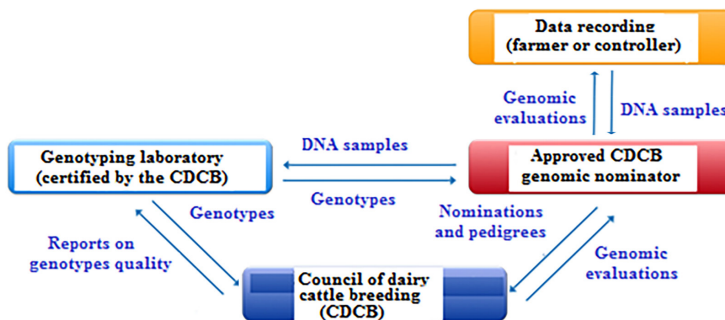 Data recording
(farmer or controller)
Genomic
evaluations
DNA samples
DNA samples
Genotyping laboratory
(certified by the CDCB)
Approved CDCB
genomic nominator
Genotypes
Genotypes
Nominations
and pedigrees
Reports on
genotypes quality
Genomic
evaluations
Council of dairy
cattle breeding
(CDCB)